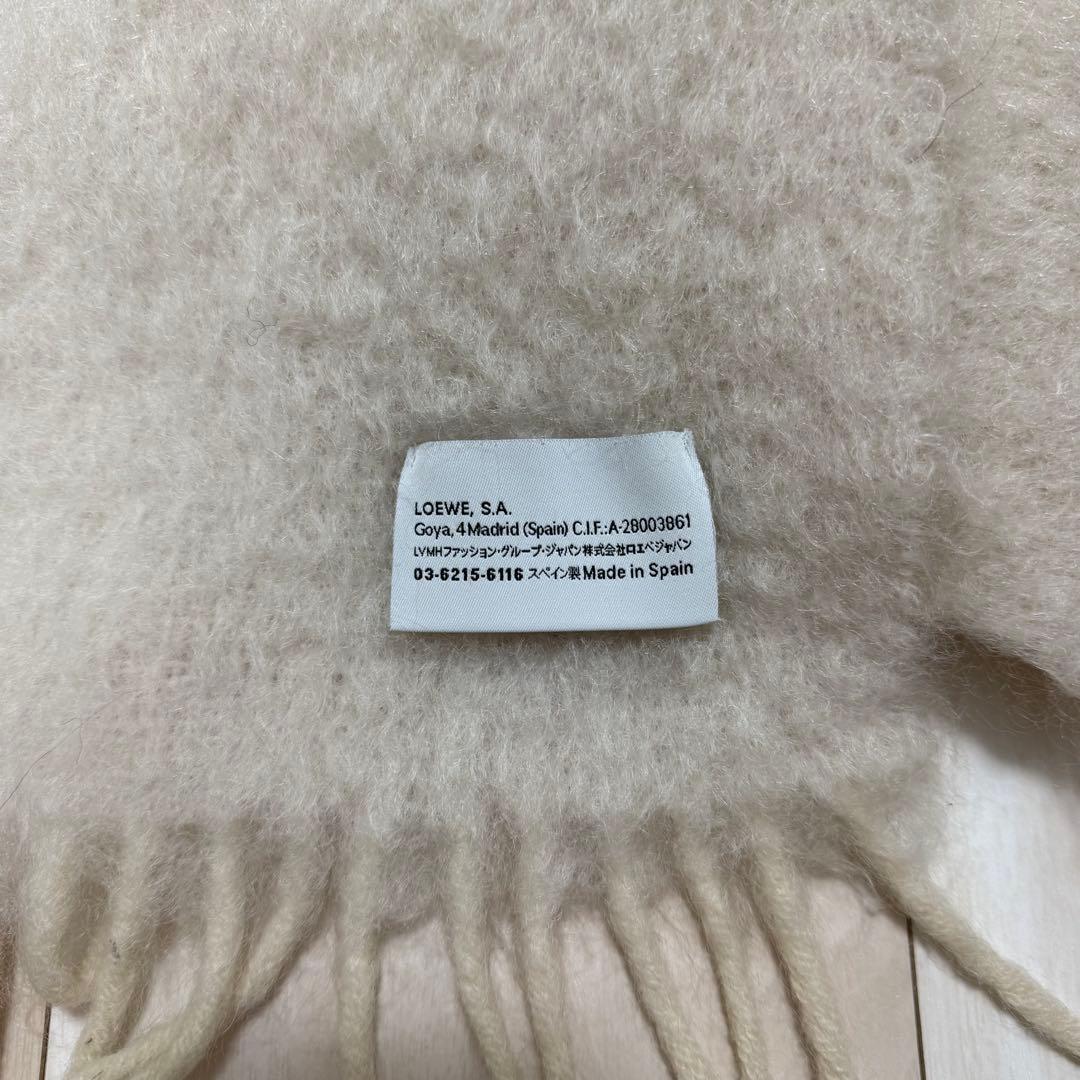 LOEWE, S.A.
Goya, 4 Madrid (Spain) C.I.F.:A-28003861
LVMHファッション・グループ・ジャパン株式会社ロエベジャパン
03-6215-6116 スペイン製 Made in Spain